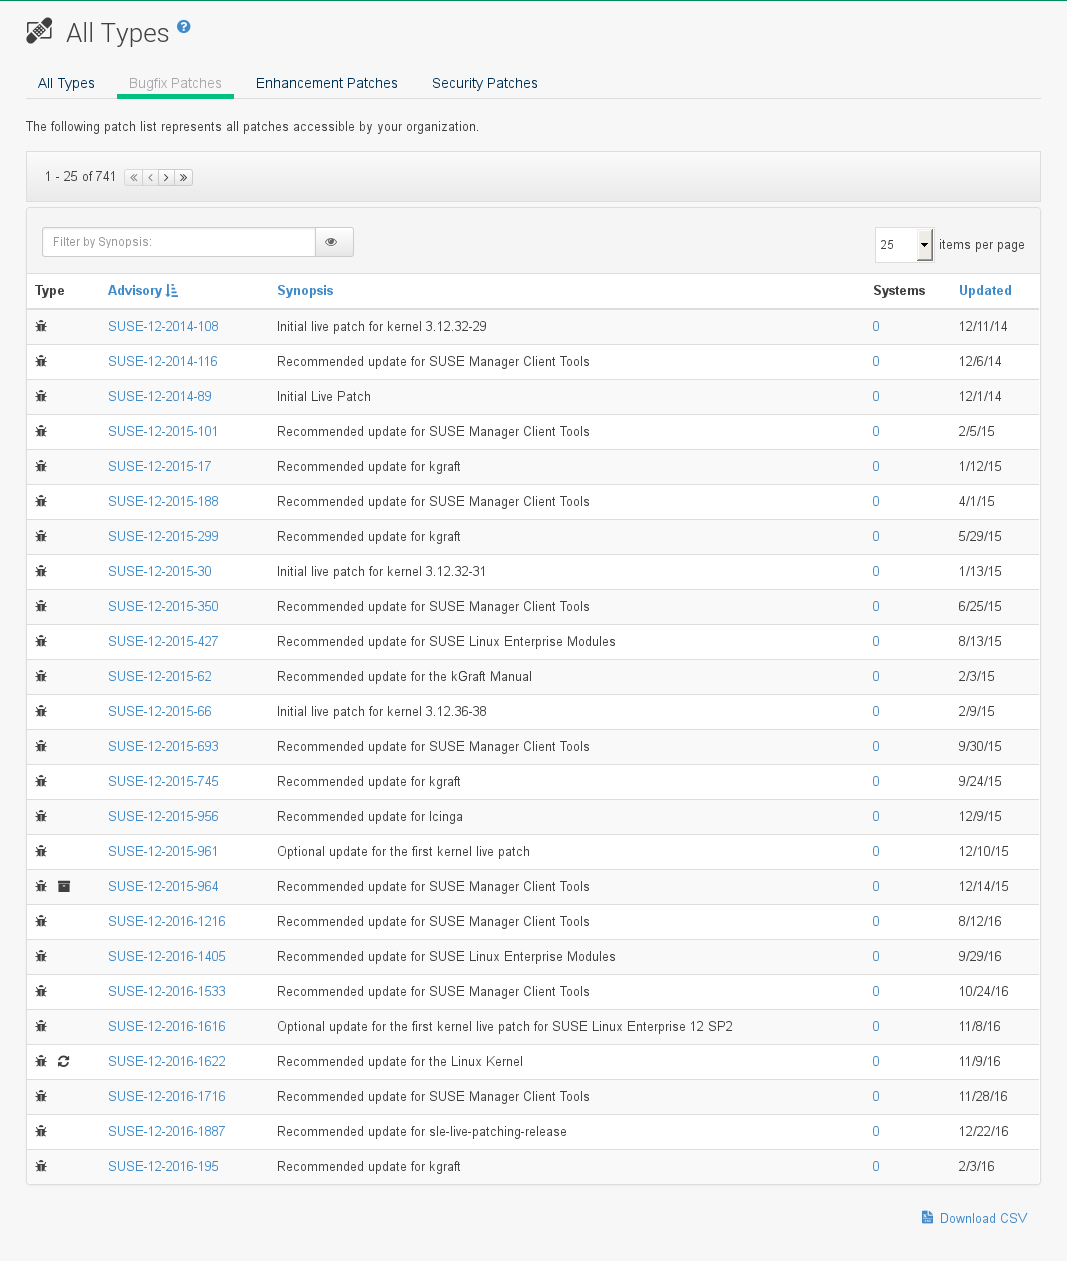 All Types ?
All Types Bugfix Patches Enhancement Patches Security Patches
The following patch list represents all patches accessible by your organization.
1 - 25 of 741 « < > »
Filter by Synopsis: 25 items per page
Type Advisory Synopsis Systems Updated
SUSE-12-2014-108 Initial live patch for kernel 3.12.32-29 0 12/11/14
SUSE-12-2014-116 Recommended update for SUSE Manager Client Tools 0 12/6/14
SUSE-12-2014-89 Initial Live Patch 0 12/1/14
SUSE-12-2015-101 Recommended update for SUSE Manager Client Tools 0 2/5/15
SUSE-12-2015-17 Recommended update for kgraft 0 1/12/15
SUSE-12-2015-188 Recommended update for SUSE Manager Client Tools 0 4/1/15
SUSE-12-2015-299 Recommended update for kgraft 0 5/29/15
SUSE-12-2015-30 Initial live patch for kernel 3.12.32-31 0 1/13/15
SUSE-12-2015-350 Recommended update for SUSE Manager Client Tools 0 6/25/15
SUSE-12-2015-427 Recommended update for SUSE Linux Enterprise Modules 0 8/13/15
SUSE-12-2015-62 Recommended update for the kGraft Manual 0 2/3/15
SUSE-12-2015-66 Initial live patch for kernel 3.12.36-38 0 2/9/15
SUSE-12-2015-693 Recommended update for SUSE Manager Client Tools 0 9/30/15
SUSE-12-2015-745 Recommended update for kgraft 0 9/24/15
SUSE-12-2015-956 Recommended update for Icinga 0 12/9/15
SUSE-12-2015-961 Optional update for the first kernel live patch 0 12/10/15
SUSE-12-2015-964 Recommended update for SUSE Manager Client Tools 0 12/14/15
SUSE-12-2016-1216 Recommended update for SUSE Manager Client Tools 0 8/12/16
SUSE-12-2016-1405 Recommended update for SUSE Linux Enterprise Modules 0 9/29/16
SUSE-12-2016-1533 Recommended update for SUSE Manager Client Tools 0 10/24/16
SUSE-12-2016-1616 Optional update for the first kernel live patch for SUSE Linux Enterprise 12 SP2 0 11/8/16
SUSE-12-2016-1622 Recommended update for the Linux Kernel 0 11/9/16
SUSE-12-2016-1716 Recommended update for SUSE Manager Client Tools 0 11/28/16
SUSE-12-2016-1887 Recommended update for sle-live-patching-release 0 12/22/16
SUSE-12-2016-195 Recommended update for kgraft 0 2/3/16
Download CSV